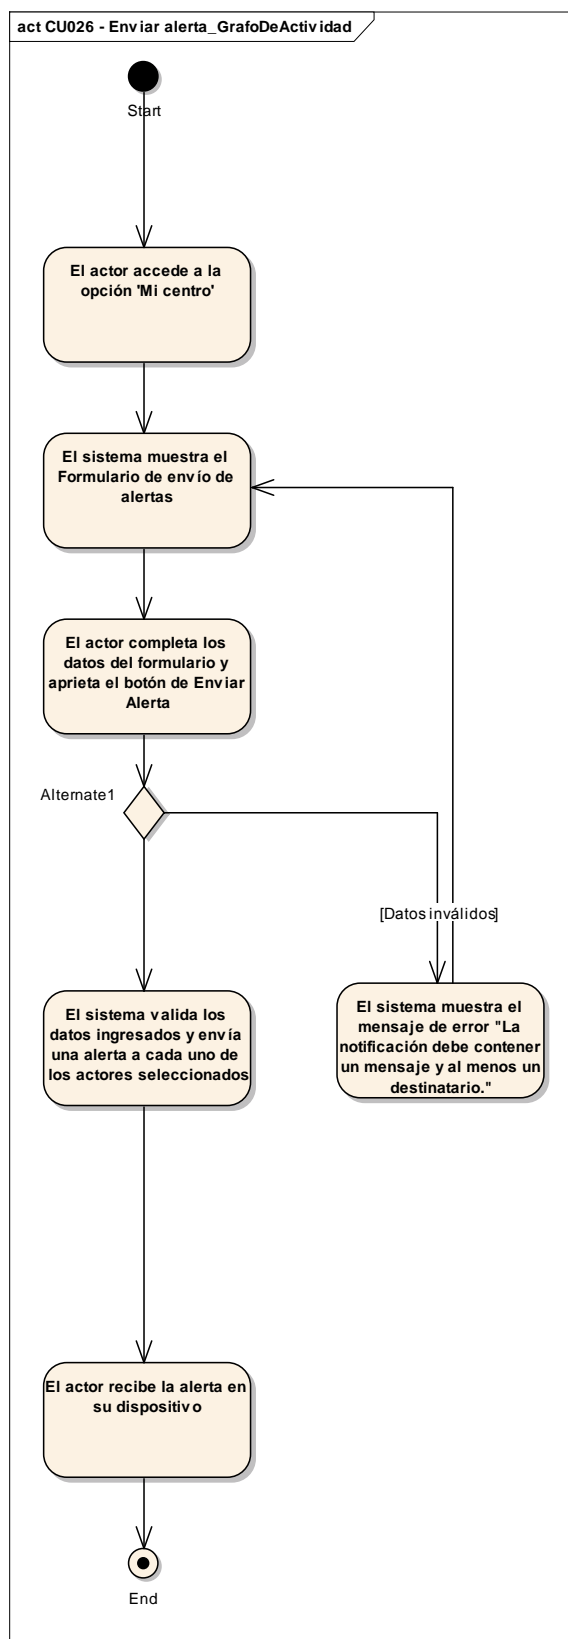 act CU026 - Enviar alerta_GrafoDeActividad
Start
El actor accede a la
opción 'Mi centro'
El sistema muestra el
Formulario de envío de
alertas
El actor completa los
datos del formulario y
aprieta el botón de Enviar
Alerta
Alternate1
[Datos inválidos]
El sistema valida los
datos ingresados y envía
una alerta a cada uno de
los actores seleccionados
El sistema muestra el
mensaje de error "La
notificación debe contener
un mensaje y al menos un
destinatario."
El actor recibe la alerta en
su dispositivo
End